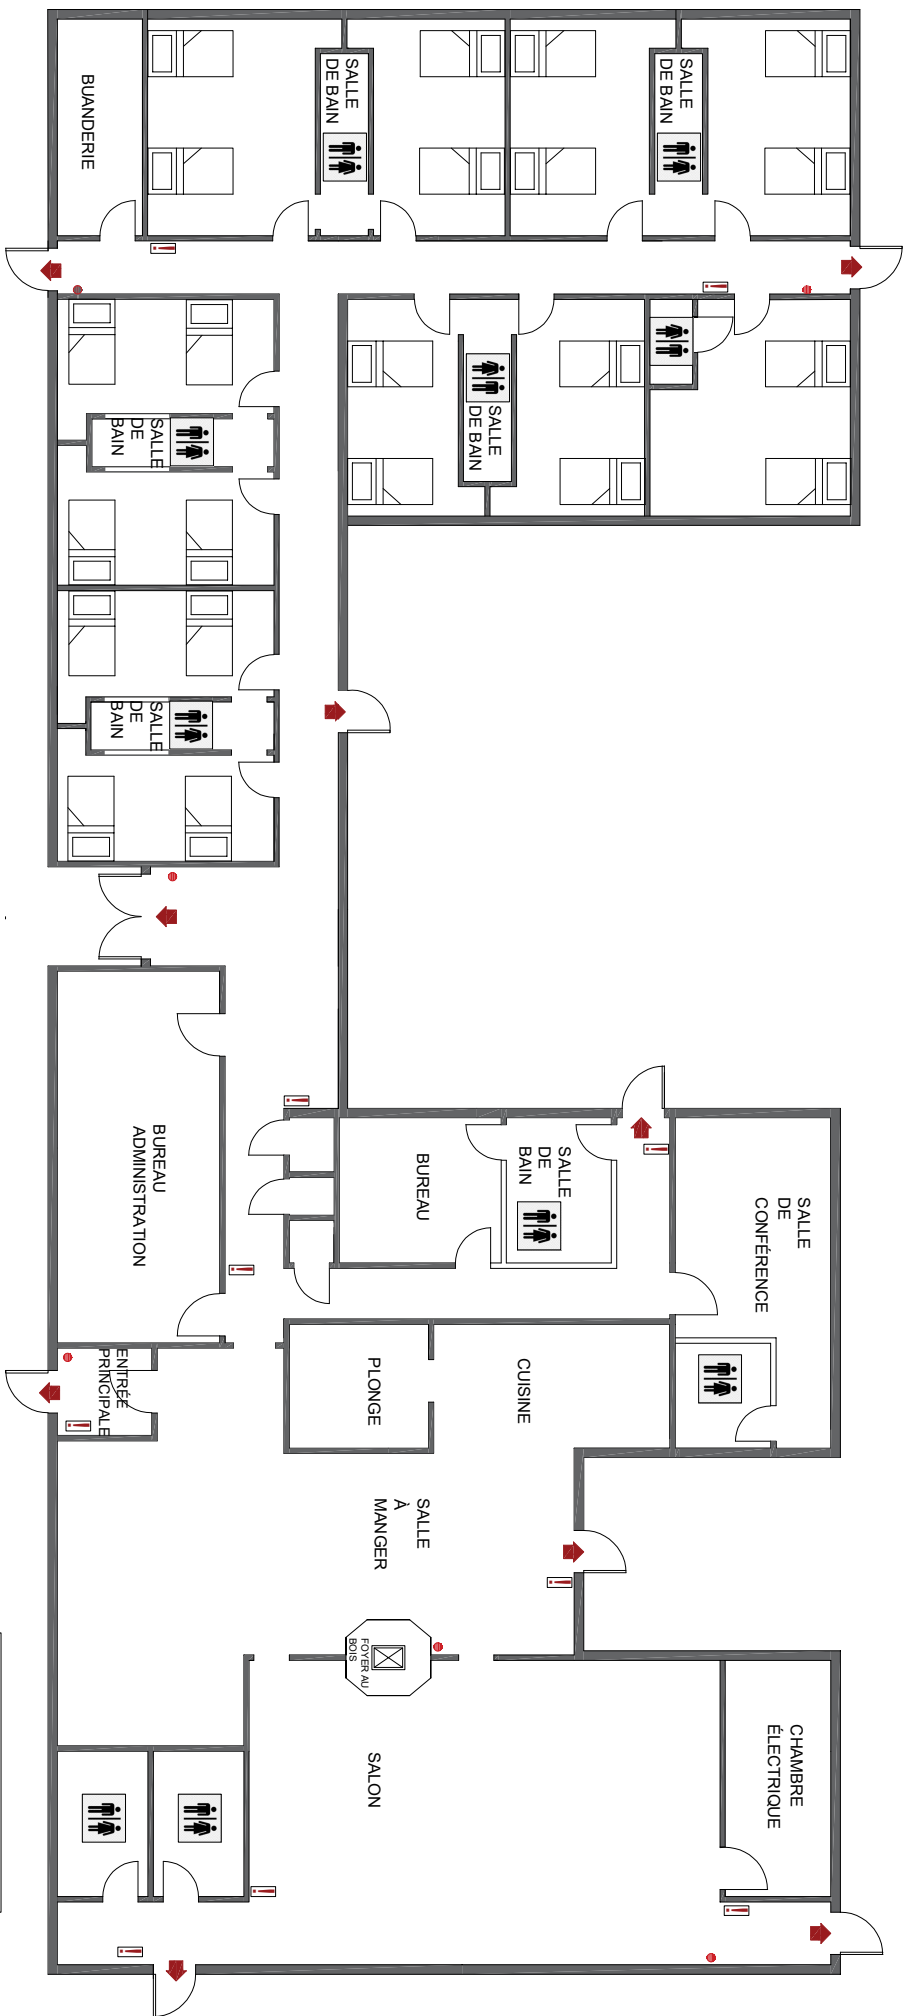 BUANDERIE
SALLE
DE BAIN
SALLE
DE BAIN
SALLE
DE
BAIN
SALLE
DE BAIN
SALLE
DE
BAIN
BUREAU
ADMINISTRATION
BUREAU
SALLE
DE
BAIN
SALLE
DE
CONFÉRENCE
ENTRÉE
PRINCIPALE
PLONGE
CUISINE
SALLE
À
MANGER
FOYER AU
BOIS
SALON
CHAMBRE
ÉLECTRIQUE